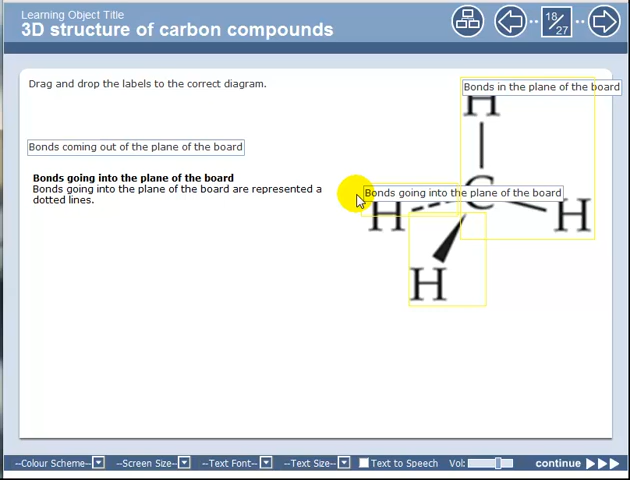 Learning Object Title
3D structure of carbon compounds
18/27
Drag and drop the labels to the correct diagram.
Bonds in the plane of the board
H
Bonds coming out of the plane of the board
Bonds going into the plane of the board
Bonds going into the plane of the board are represented a
dotted lines.
Bonds going into the plane of the board
C
H
H
H
--Colour Scheme--
--Screen Size--
--Text Font--
--Text Size--
Text to Speech
Vol:
continue